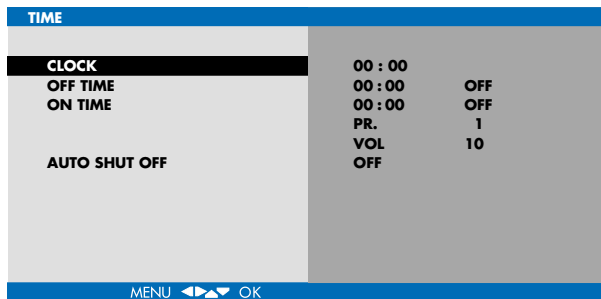 TIME
CLOCK 00 : 00
OFF TIME 00 : 00 OFF
ON TIME 00 : 00 OFF
PR. 1
VOL 10
AUTO SHUT OFF OFF
MENU ◀▶▲▼ OK